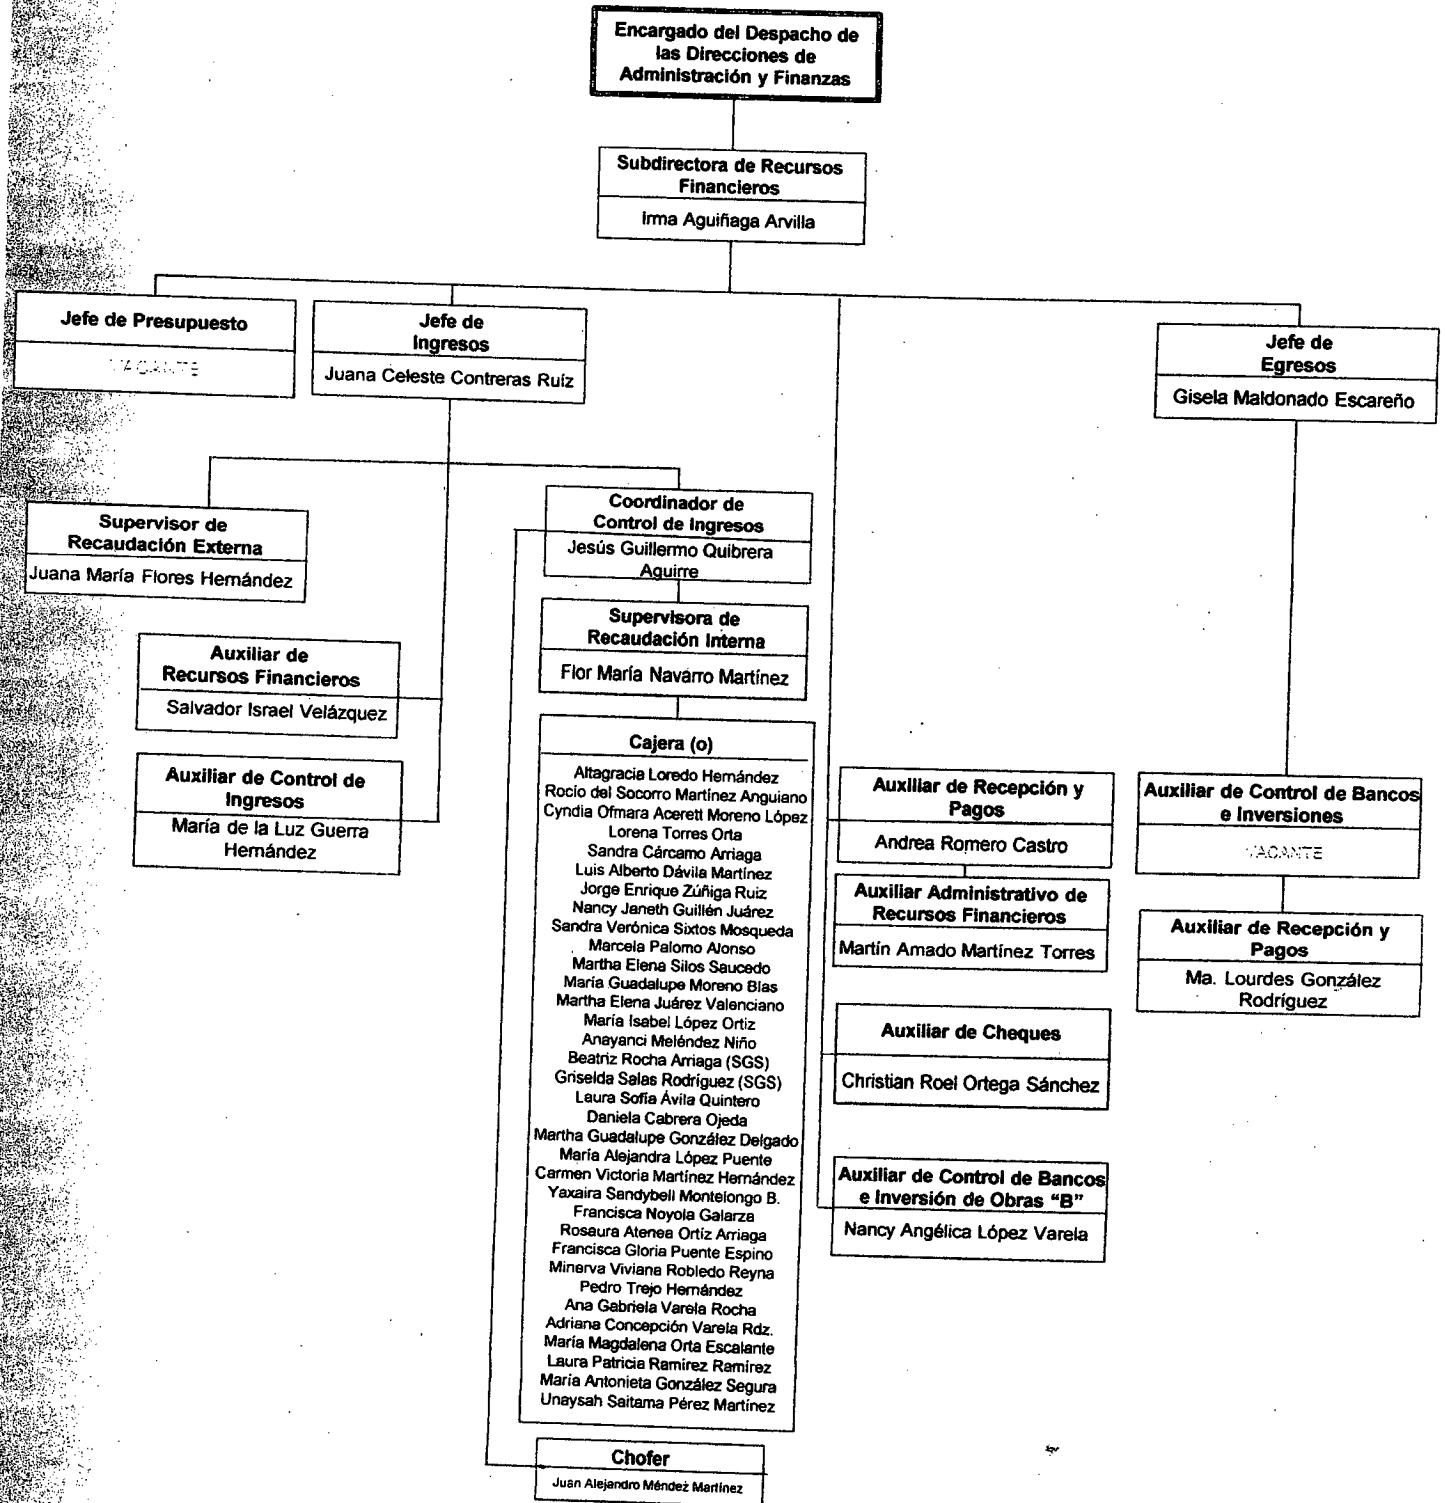 Encargado del Despacho de
las Direcciones de
Administración y Finanzas
Subdirectora de Recursos
Financieros
Irma Aguiñaga Arvilla
Jefe de Presupuesto
VACANTE
Jefe de
Ingresos
Juana Celeste Contreras Ruíz
Jefe de
Egresos
Gisela Maldonado Escareño
Supervisor de
Recaudación Externa
Juana María Flores Hernández
Coordinador de
Control de Ingresos
Jesús Guillermo Quibrera
Aguirre
Supervisora de
Recaudación Interna
Flor María Navarro Martínez
Auxiliar de
Recursos Financieros
Salvador Israel Velázquez
Auxiliar de Control de
Ingresos
María de la Luz Guerra
Hernández
Cajera (o)
Altagracia Loredo Hernández
Rocío del Socorro Martínez Anguiano
Cyndia Ofmara Acerett Moreno López
Lorena Torres Orta
Sandra Cárcamo Arriaga
Luis Alberto Dávila Martínez
Jorge Enrique Zúñiga Ruiz
Nancy Janeth Guillén Juárez
Sandra Verónica Sixtos Mosqueda
Marcela Palomo Alonso
Martha Elena Silos Saucedo
María Guadalupe Moreno Blas
Martha Elena Juárez Valenciano
María Isabel López Ortiz
Anayanci Meléndez Niño
Beatriz Rocha Arriaga (SGS)
Griselda Salas Rodríguez (SGS)
Laura Sofía Ávila Quintero
Daniela Cabrera Ojeda
Martha Guadalupe González Delgado
María Alejandra López Puente
Carmen Victoria Martínez Hernández
Yaxaira Sandybell Montelongo B.
Francisca Noyola Galarza
Rosaura Atenea Ortíz Arriaga
Francisca Gloria Puente Espino
Minerva Viviana Robledo Reyna
Pedro Trejo Hernández
Ana Gabriela Varela Rocha
Adriana Concepción Varela Rdz.
María Magdalena Orta Escalante
Laura Patricia Ramírez Ramírez
María Antonieta González Segura
Unaysah Saitama Pérez Martínez
Chofer
Juan Alejandro Méndez Martínez
Auxiliar de Recepción y
Pagos
Andrea Romero Castro
Auxiliar Administrativo de
Recursos Financieros
Martín Amado Martínez Torres
Auxiliar de Cheques
Christian Roel Ortega Sánchez
Auxiliar de Control de Bancos
e Inversión de Obras “B”
Nancy Angélica López Varela
Auxiliar de Control de Bancos
e Inversiones
VACANTE
Auxiliar de Recepción y
Pagos
Ma. Lourdes González
Rodríguez